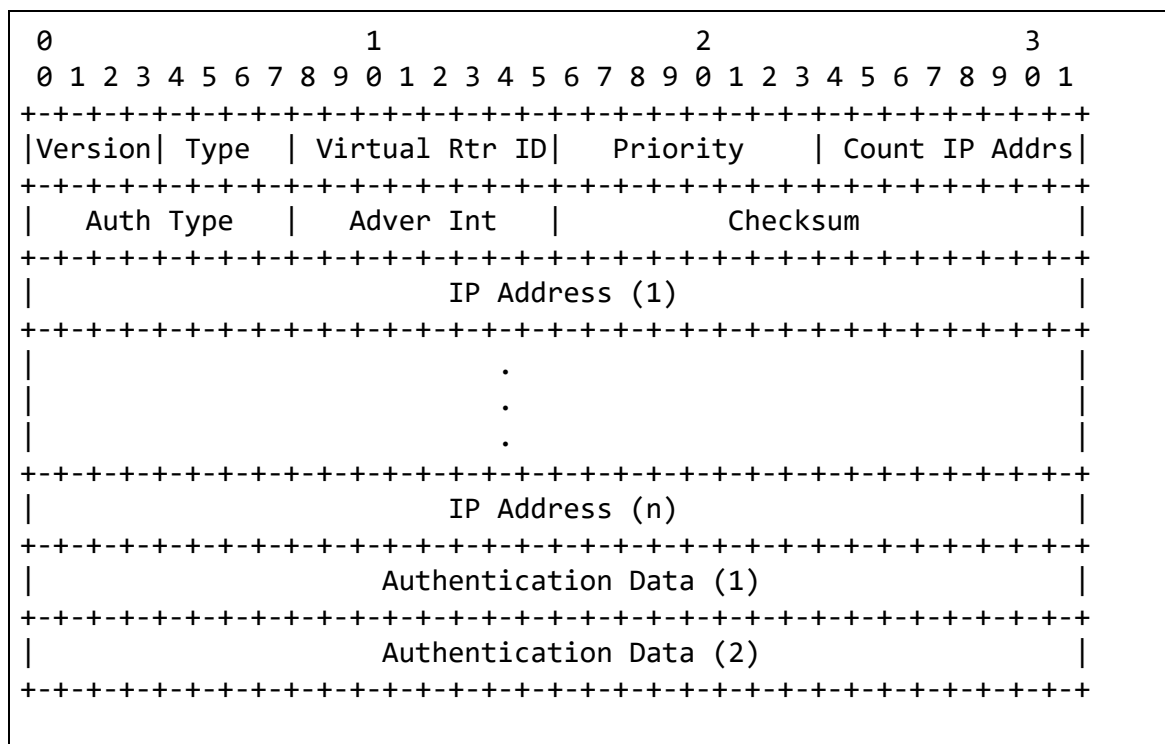 0                   1                   2                   3
 0 1 2 3 4 5 6 7 8 9 0 1 2 3 4 5 6 7 8 9 0 1 2 3 4 5 6 7 8 9 0 1
+-+-+-+-+-+-+-+-+-+-+-+-+-+-+-+-+-+-+-+-+-+-+-+-+-+-+-+-+-+-+-+-+
|Version| Type  | Virtual Rtr ID|   Priority    | Count IP Addrs|
+-+-+-+-+-+-+-+-+-+-+-+-+-+-+-+-+-+-+-+-+-+-+-+-+-+-+-+-+-+-+-+-+
|   Auth Type   |   Adver Int   |          Checksum             |
+-+-+-+-+-+-+-+-+-+-+-+-+-+-+-+-+-+-+-+-+-+-+-+-+-+-+-+-+-+-+-+-+
|                         IP Address (1)                        |
+-+-+-+-+-+-+-+-+-+-+-+-+-+-+-+-+-+-+-+-+-+-+-+-+-+-+-+-+-+-+-+-+
|                            .                                  |
|                            .                                  |
|                            .                                  |
+-+-+-+-+-+-+-+-+-+-+-+-+-+-+-+-+-+-+-+-+-+-+-+-+-+-+-+-+-+-+-+-+
|                         IP Address (n)                        |
+-+-+-+-+-+-+-+-+-+-+-+-+-+-+-+-+-+-+-+-+-+-+-+-+-+-+-+-+-+-+-+-+
|                     Authentication Data (1)                   |
+-+-+-+-+-+-+-+-+-+-+-+-+-+-+-+-+-+-+-+-+-+-+-+-+-+-+-+-+-+-+-+-+
|                     Authentication Data (2)                   |
+-+-+-+-+-+-+-+-+-+-+-+-+-+-+-+-+-+-+-+-+-+-+-+-+-+-+-+-+-+-+-+-+